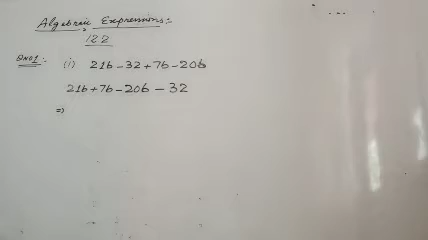 Algebraic Expressions:-
12.2
QNO1:- (i) 21b-32+7b-20b
21b+7b-20b-32
=>